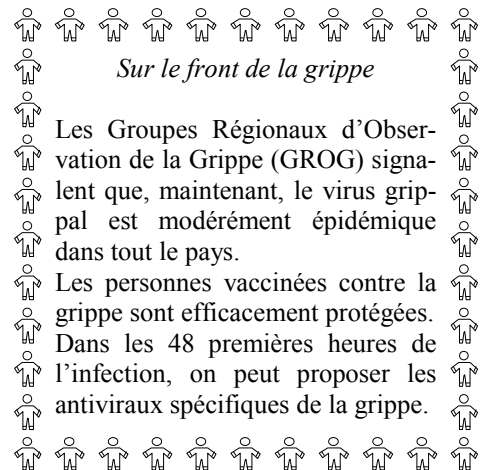 Sur le front de la grippe
Les Groupes Régionaux d’Obser-
vation de la Grippe (GROG) signa-
lent que, maintenant, le virus grip-
pal est modérément épidémique
dans tout le pays.
Les personnes vaccinées contre la
grippe sont efficacement protégées.
Dans les 48 premières heures de
l’infection, on peut proposer les
antiviraux spécifiques de la grippe.